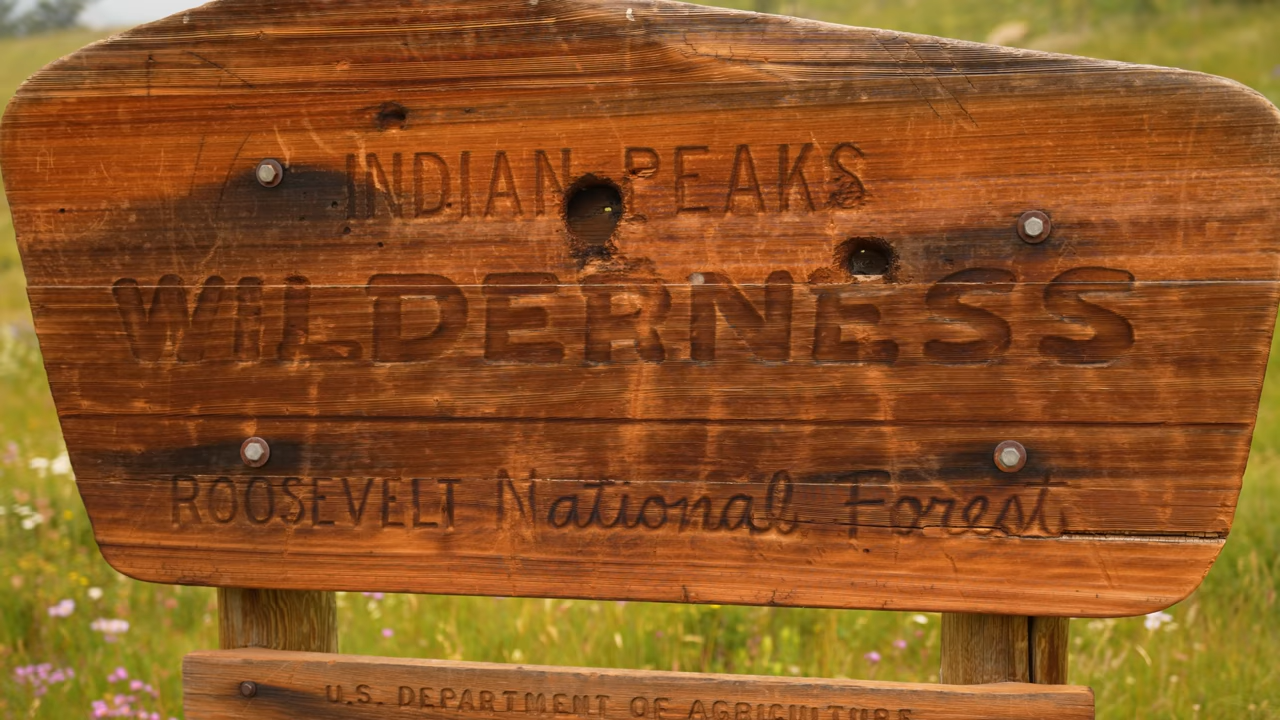 INDIAN PEAKS
WILDERNESS
ROOSEVELT National Forest
U.S. DEPARTMENT OF AGRICULTURE